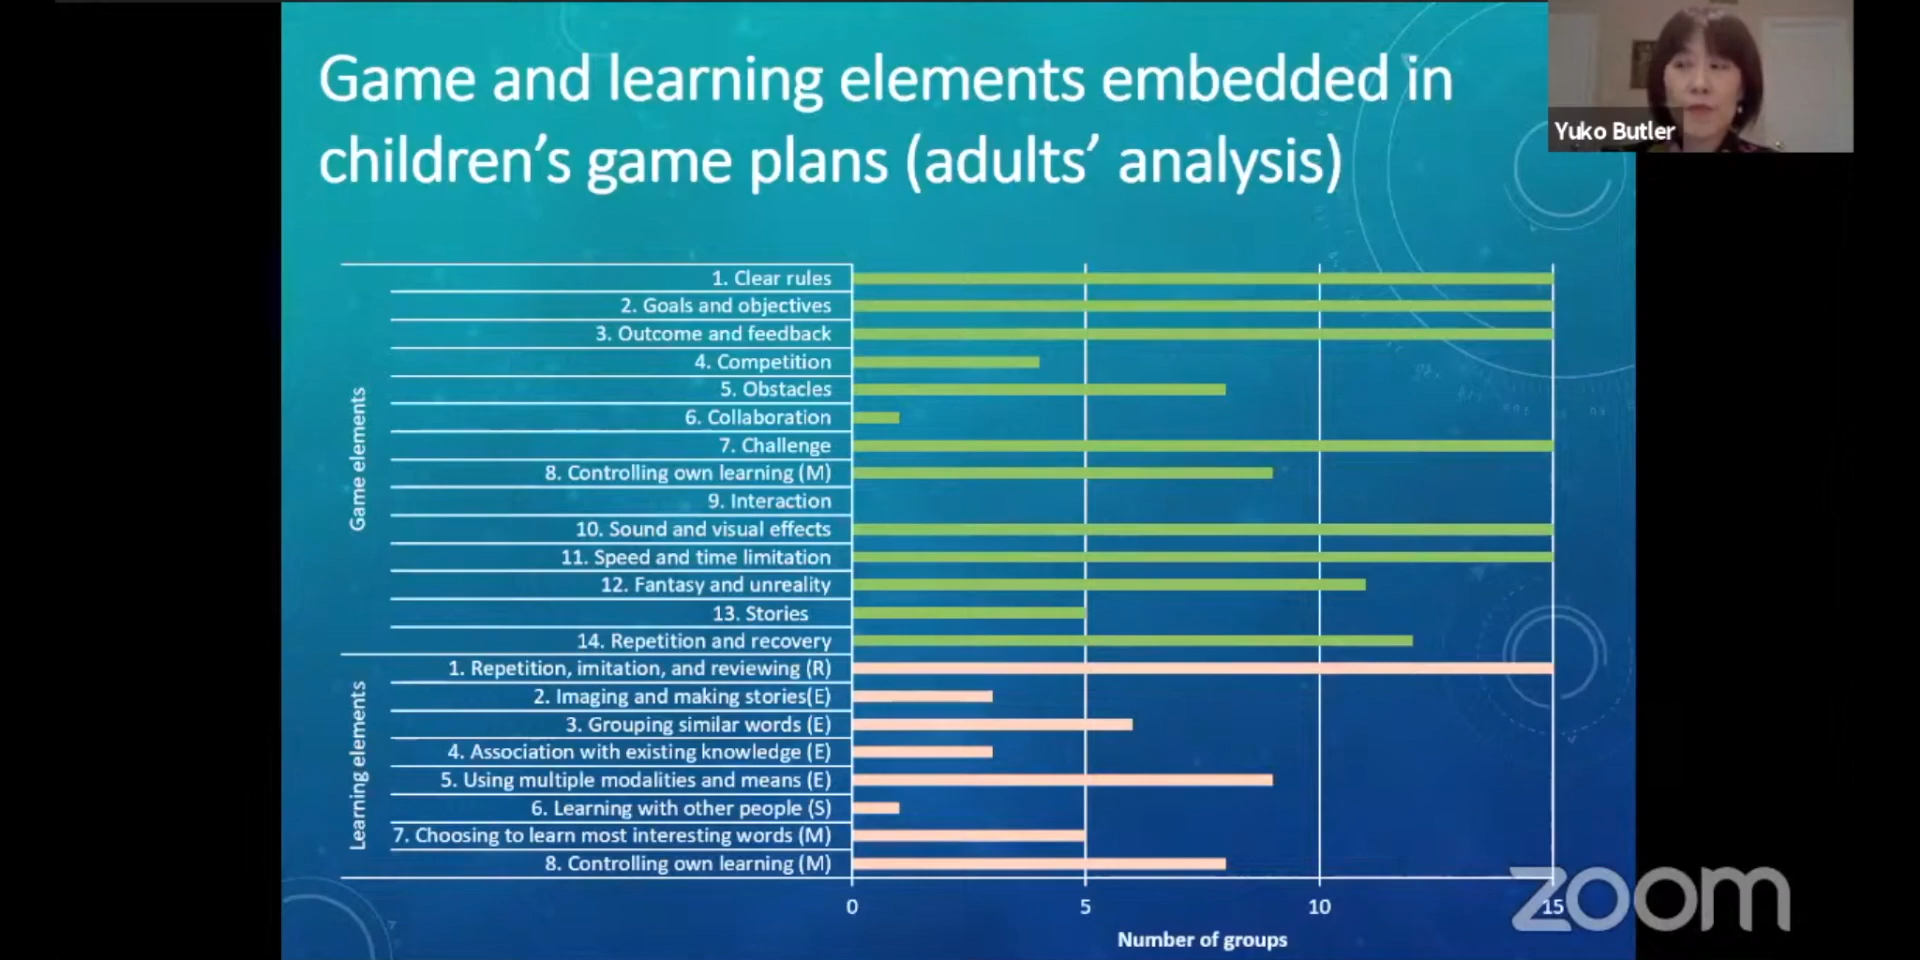 Game and learning elements embedded in
children's game plans (adults' analysis)
Yuko Butler
Game elements
1. Clear rules
2. Goals and objectives
3. Outcome and feedback
4. Competition
5. Obstacles
6. Collaboration
7. Challenge
8. Controlling own learning (M)
9. Interaction
10. Sound and visual effects
11. Speed and time limitation
12. Fantasy and unreality
13. Stories
14. Repetition and recovery
Learning elements
1. Repetition, imitation, and reviewing (R)
2. Imaging and making stories(E)
3. Grouping similar words (E)
4. Association with existing knowledge (E)
5. Using multiple modalities and means (E)
6. Learning with other people (S)
7. Choosing to learn most interesting words (M)
8. Controlling own learning (M)
0 5 10 15
Number of groups
zoom